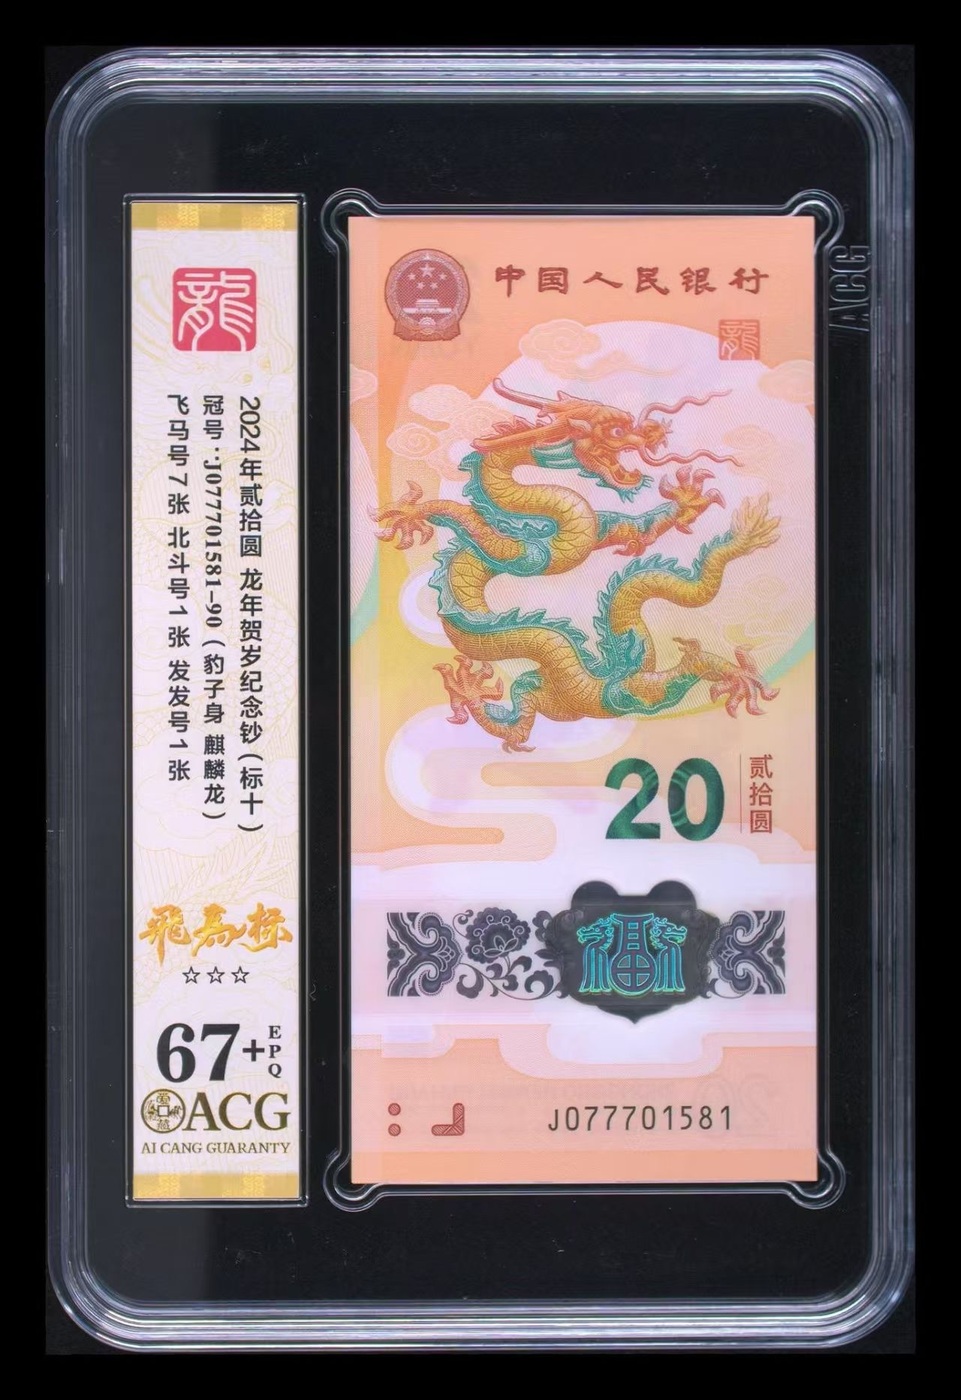 龍
2024年贰拾圆 龙年贺岁纪念钞(标十)
冠号:J077701581-90(豹子身 麒麟龙)
飞马号7张 北斗号1张 发发号1张
飛馬标
☆☆☆
67+EPQ
ACG
AI CANG GUARANTY
中国人民银行
龍
20
贰拾圆
福
J077701581
ACG